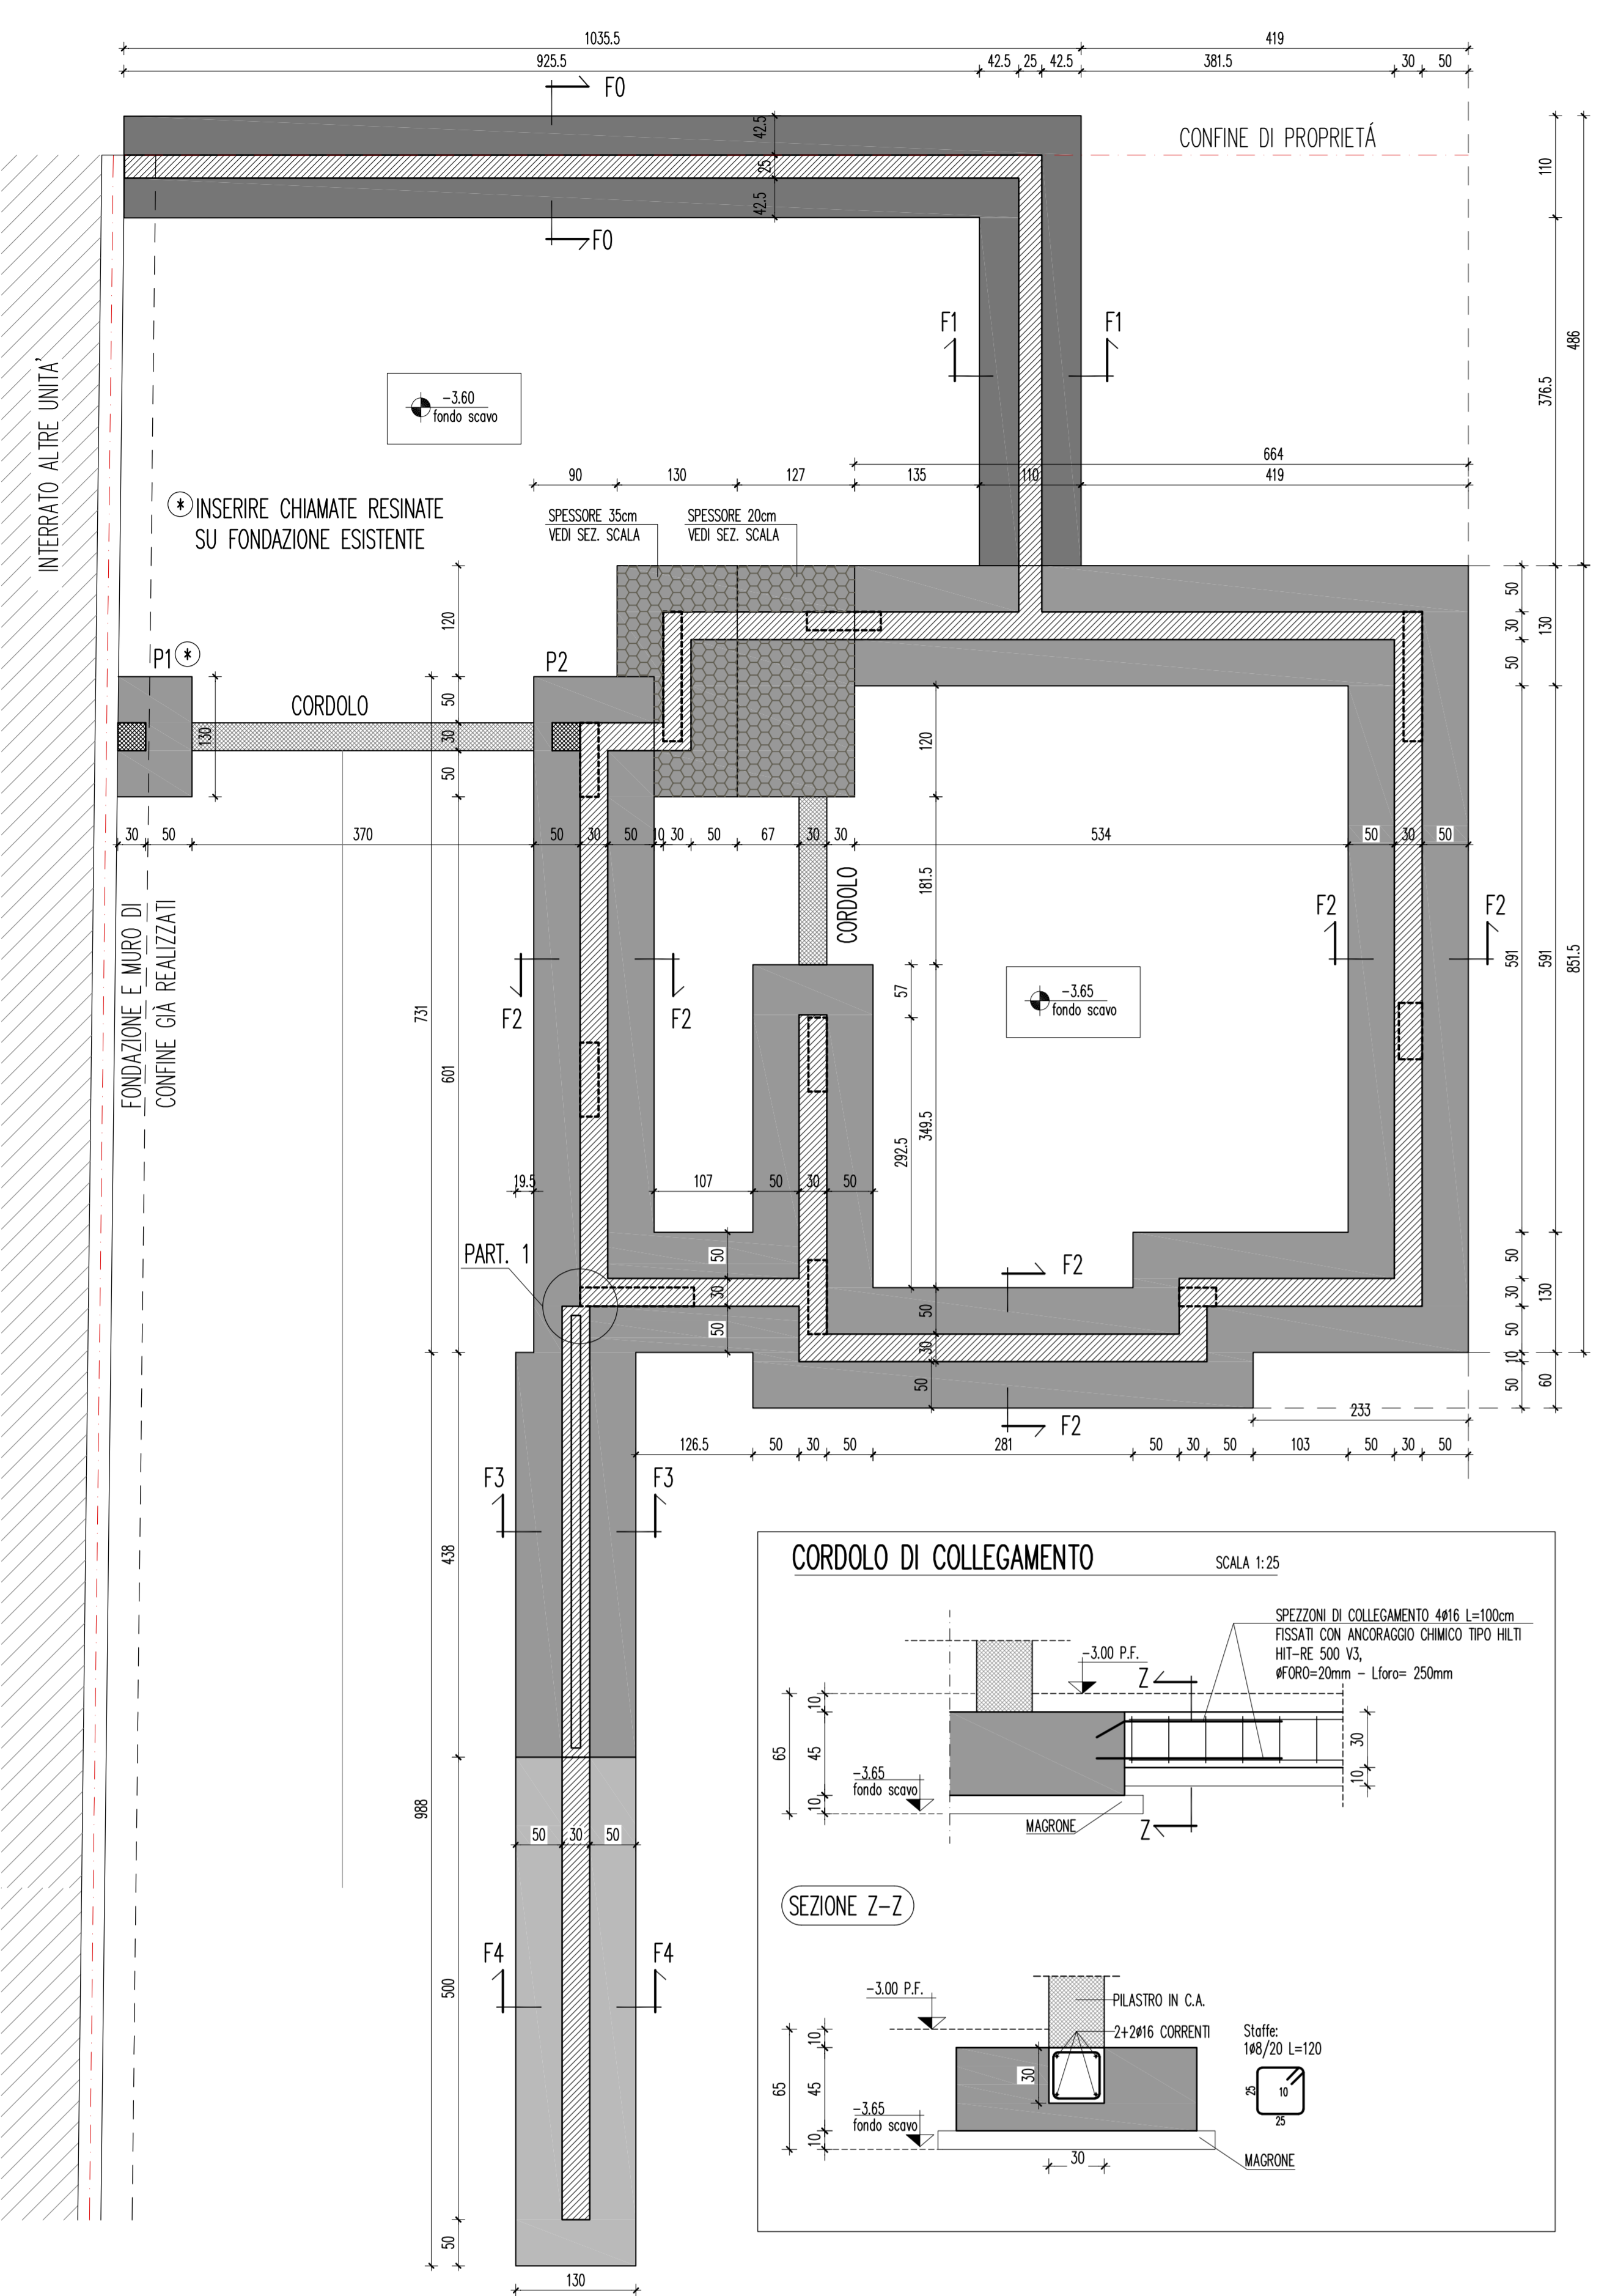 1035.5
419
925.5
42.5
25
42.5
381.5
30
50
F0
42.5
25
42.5
CONFINE DI PROPRIETÁ
110
F0
F1
F1
486
376.5
INTERRATO ALTRE UNITA'
-3.60
fondo scavo
664
90
130
127
135
110
419
* INSERIRE CHIAMATE RESINATE
SU FONDAZIONE ESISTENTE
SPESSORE 35cm
VEDI SEZ. SCALA
SPESSORE 20cm
VEDI SEZ. SCALA
120
50
30
50
130
P1 *
P2
CORDOLO
50
30
50
130
120
30
50
370
50
30
50
10
30
50
67
30
30
534
50
30
50
FONDAZIONE E MURO DI
CONFINE GIÀ REALIZZATI
CORDOLO
181.5
F2
F2
F2
F2
591
591
851.5
-3.65
fondo scavo
57
731
601
349.5
292.5
19.5
107
50
30
50
PART. 1
50
30
50
F2
50
30
50
F2
50
30
50
10
50
130
60
233
126.5
50
30
50
281
50
30
50
103
50
30
50
F3
F3
438
988
50
30
50
F4
F4
500
50
130
CORDOLO DI COLLEGAMENTO
SCALA 1:25
SPEZZONI DI COLLEGAMENTO 4ø16 L=100cm
FISSATI CON ANCORAGGIO CHIMICO TIPO HILTI
HIT-RE 500 V3,
øFORO=20mm - Lforo= 250mm
-3.00 P.F.
Z
10
65
45
10
30
10
-3.65
fondo scavo
MAGRONE
Z
SEZIONE Z-Z
-3.00 P.F.
PILASTRO IN C.A.
2+2ø16 CORRENTI
Staffe:
1ø8/20 L=120
10
65
45
10
30
25
10
25
-3.65
fondo scavo
30
MAGRONE